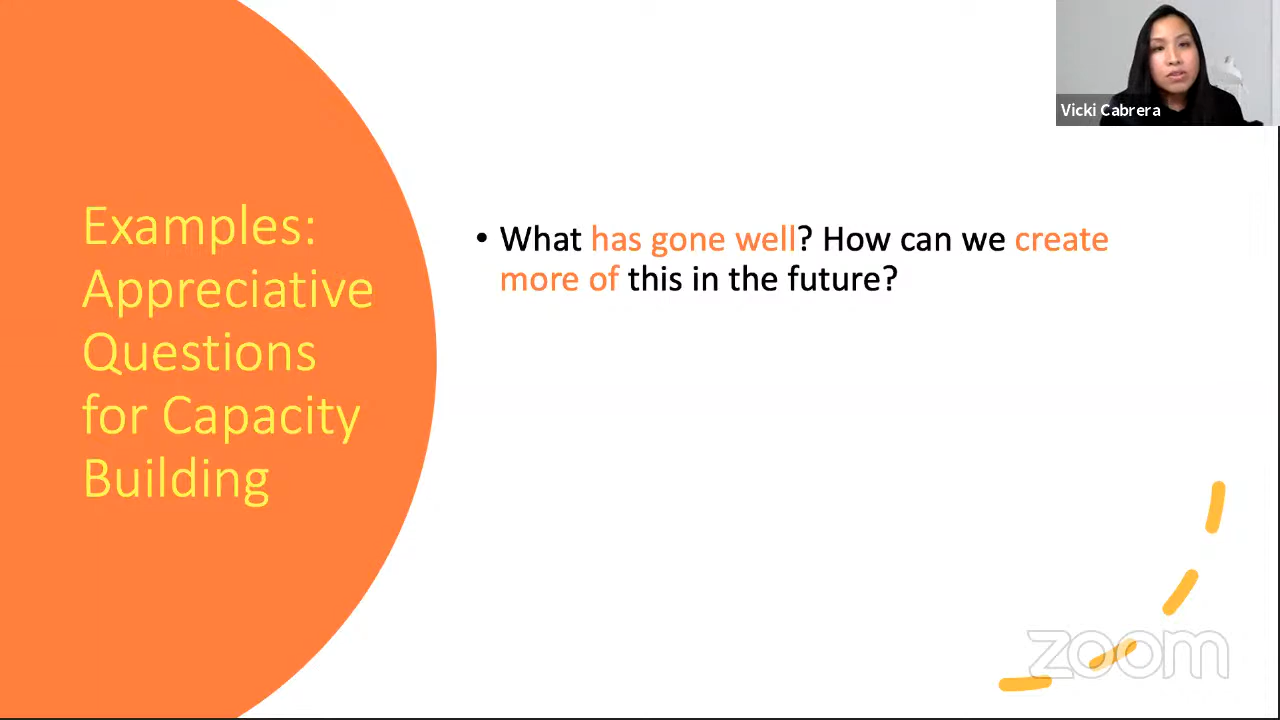 Vicki Cabrera
Examples:
Appreciative
Questions
for Capacity
Building
• What has gone well? How can we create
more of this in the future?
zoom